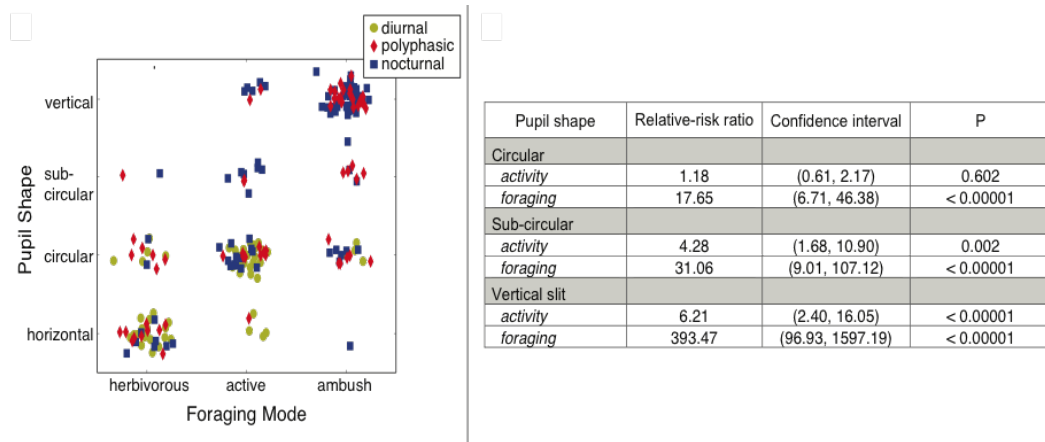 diurnal
polyphasic
nocturnal
vertical
sub-
circular
circular
horizontal
Pupil Shape
herbivorous active ambush
Foraging Mode
Pupil shape Relative-risk ratio Confidence interval P
Circular
activity 1.18 (0.61, 2.17) 0.602
foraging 17.65 (6.71, 46.38) < 0.00001
Sub-circular
activity 4.28 (1.68, 10.90) 0.002
foraging 31.06 (9.01, 107.12) < 0.00001
Vertical slit
activity 6.21 (2.40, 16.05) < 0.00001
foraging 393.47 (96.93, 1597.19) < 0.00001